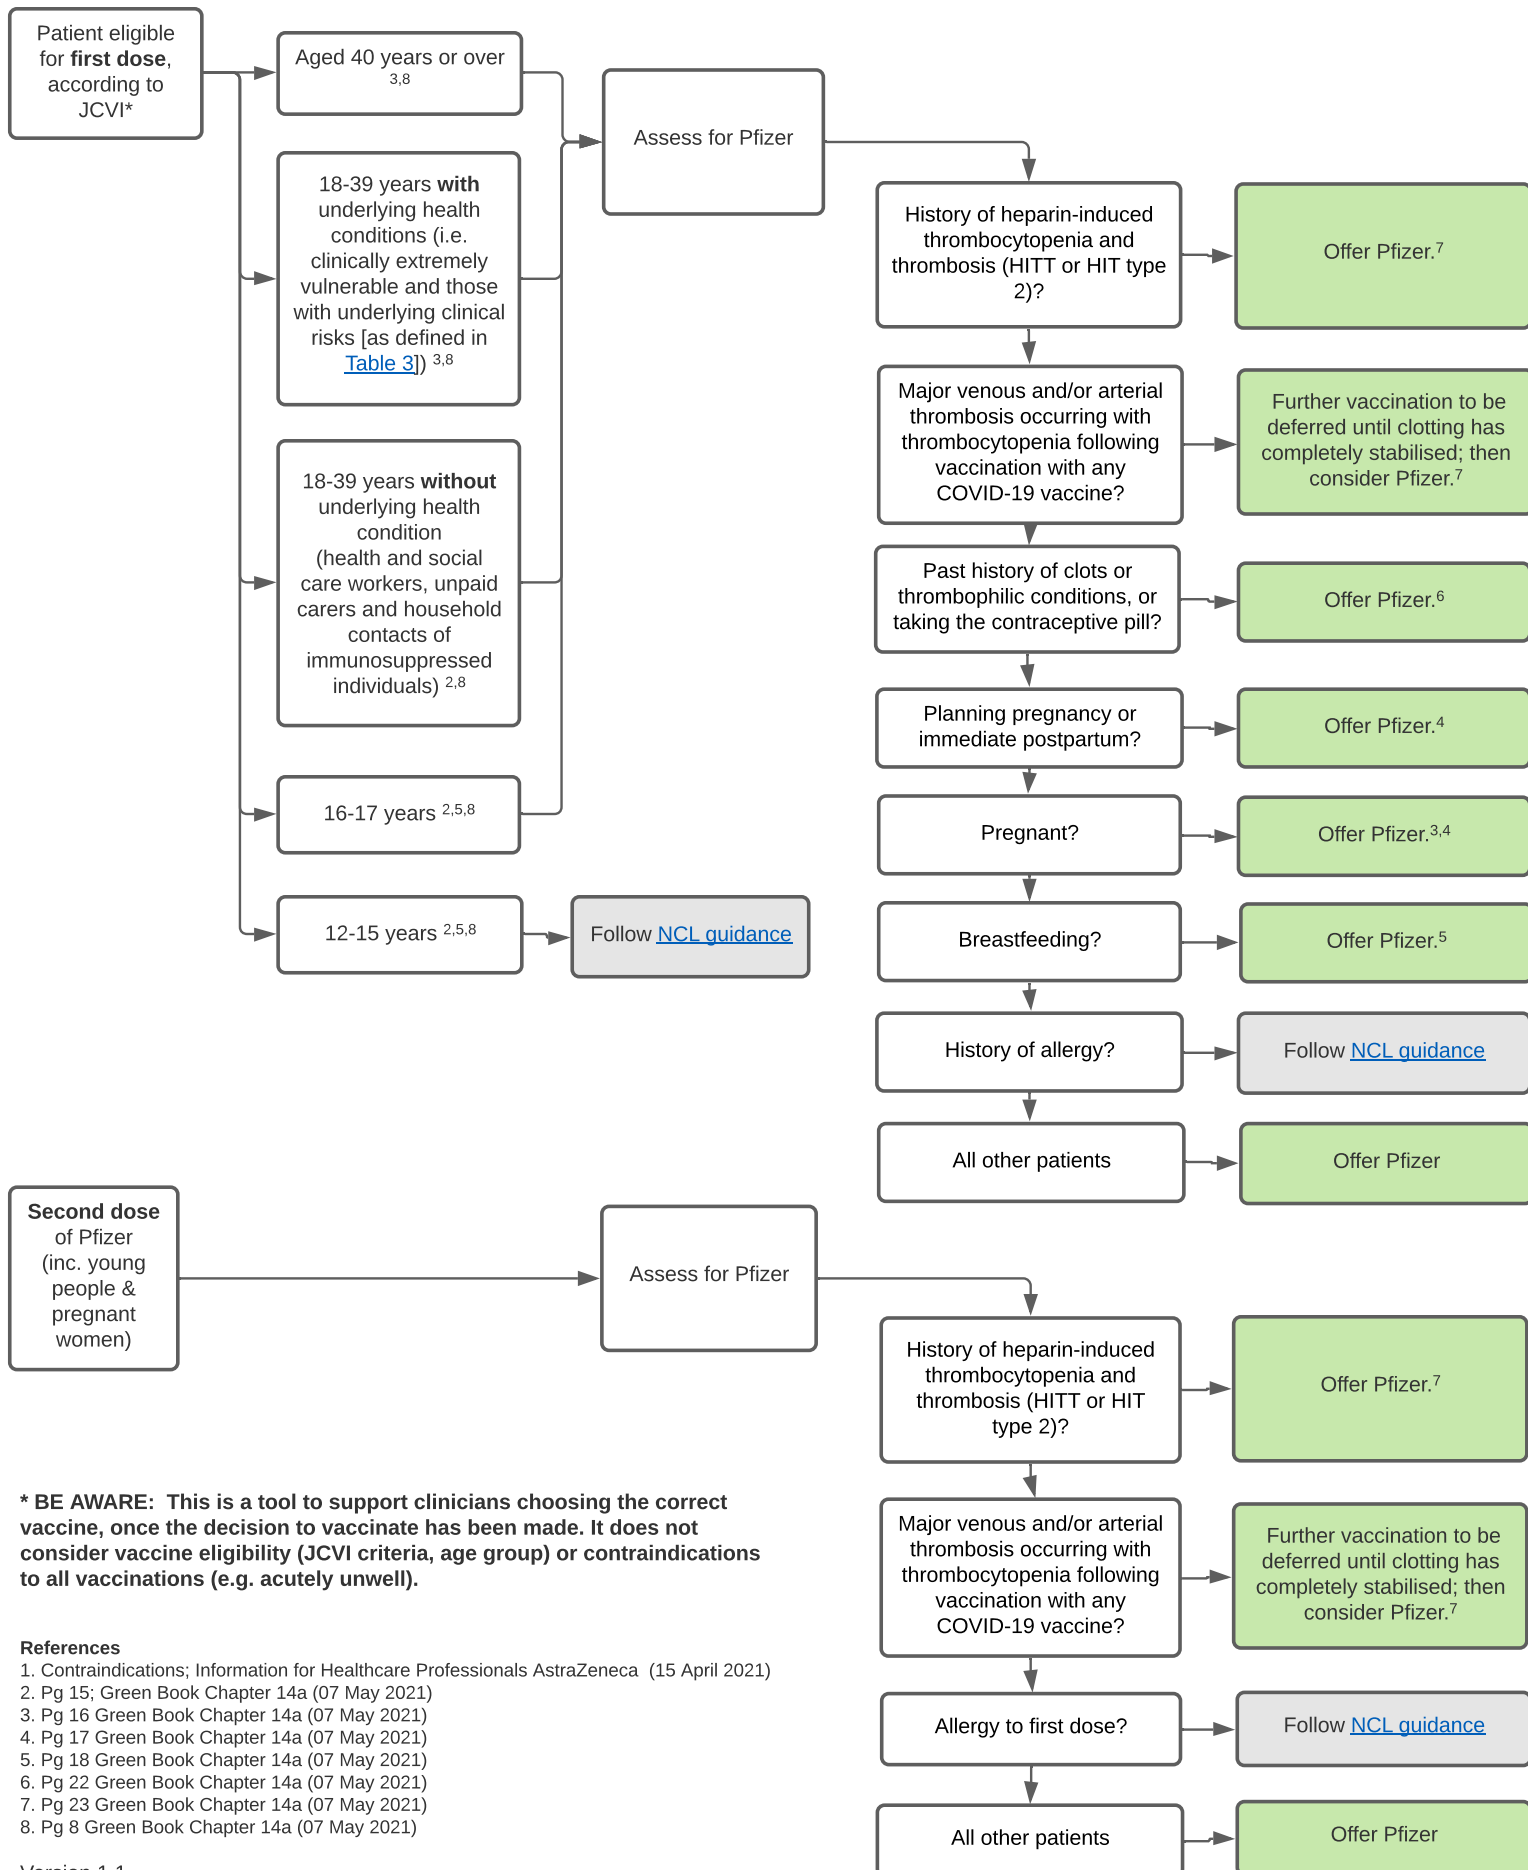 Patient eligible
for first dose,
according to
JCVI*
Aged 40 years or over
3,8
18-39 years with
underlying health
conditions (i.e.
clinically extremely
vulnerable and those
with underlying clinical
risks [as defined in
Table 3]) 3,8
18-39 years without
underlying health
condition
(health and social
care workers, unpaid
carers and household
contacts of
immunosuppressed
individuals) 2,8
16-17 years 2,5,8
12-15 years 2,5,8
Follow NCL guidance
Assess for Pfizer
History of heparin-induced
thrombocytopenia and
thrombosis (HITT or HIT type
2)?
Offer Pfizer.7
Major venous and/or arterial
thrombosis occurring with
thrombocytopenia following
vaccination with any
COVID-19 vaccine?
Further vaccination to be
deferred until clotting has
completely stabilised; then
consider Pfizer.7
Past history of clots or
thrombophilic conditions, or
taking the contraceptive pill?
Offer Pfizer.6
Planning pregnancy or
immediate postpartum?
Offer Pfizer.4
Pregnant?
Offer Pfizer.3,4
Breastfeeding?
Offer Pfizer.5
History of allergy?
Follow NCL guidance
All other patients
Offer Pfizer
Second dose
of Pfizer
(inc. young
people &
pregnant
women)
Assess for Pfizer
History of heparin-induced
thrombocytopenia and
thrombosis (HITT or HIT
type 2)?
Offer Pfizer.7
Major venous and/or arterial
thrombosis occurring with
thrombocytopenia following
vaccination with any
COVID-19 vaccine?
Further vaccination to be
deferred until clotting has
completely stabilised; then
consider Pfizer.7
Allergy to first dose?
Follow NCL guidance
All other patients
Offer Pfizer
* BE AWARE:  This is a tool to support clinicians choosing the correct
vaccine, once the decision to vaccinate has been made. It does not
consider vaccine eligibility (JCVI criteria, age group) or contraindications
to all vaccinations (e.g. acutely unwell).
References
1. Contraindications; Information for Healthcare Professionals AstraZeneca  (15 April 2021)
2. Pg 15; Green Book Chapter 14a (07 May 2021)
3. Pg 16 Green Book Chapter 14a (07 May 2021)
4. Pg 17 Green Book Chapter 14a (07 May 2021)
5. Pg 18 Green Book Chapter 14a (07 May 2021)
6. Pg 22 Green Book Chapter 14a (07 May 2021)
7. Pg 23 Green Book Chapter 14a (07 May 2021)
8. Pg 8 Green Book Chapter 14a (07 May 2021)